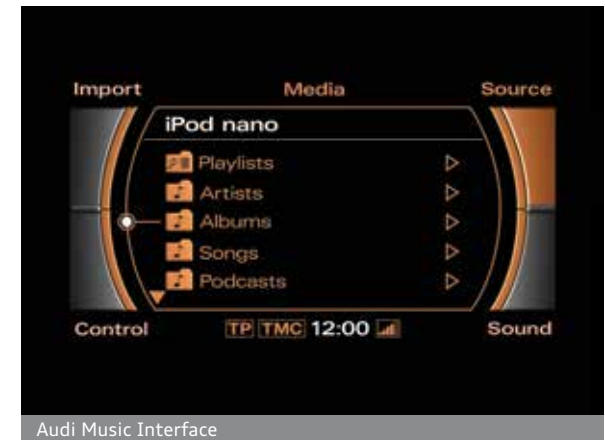 Import Media Source
iPod nano
Playlists
Artists
Albums
Songs
Podcasts
Control TP TMC 12:00 Sound
Audi Music Interface